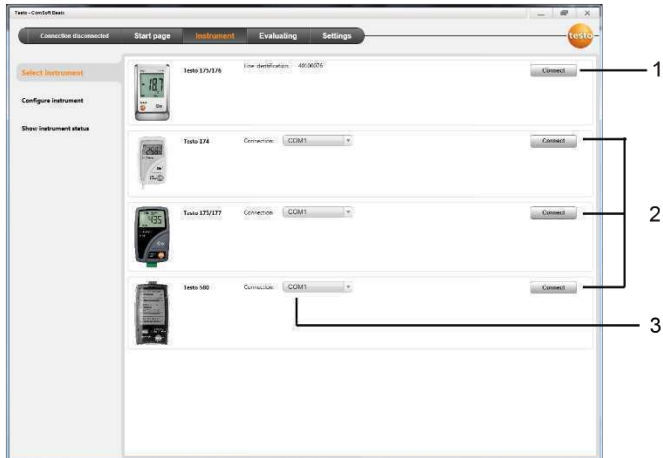 Testo - ComSoft Basic
Connection disconnected Start page Instrument Evaluating Settings testo
Select instrument
Configure instrument
Show instrument status
Testo 175/176 40100076 Connect 1
Testo 174 Connection: COM1 Connect
Testo 175/177 Connection: COM1 Connect 2
435
Testo 580 Connection: COM1 Connect
3